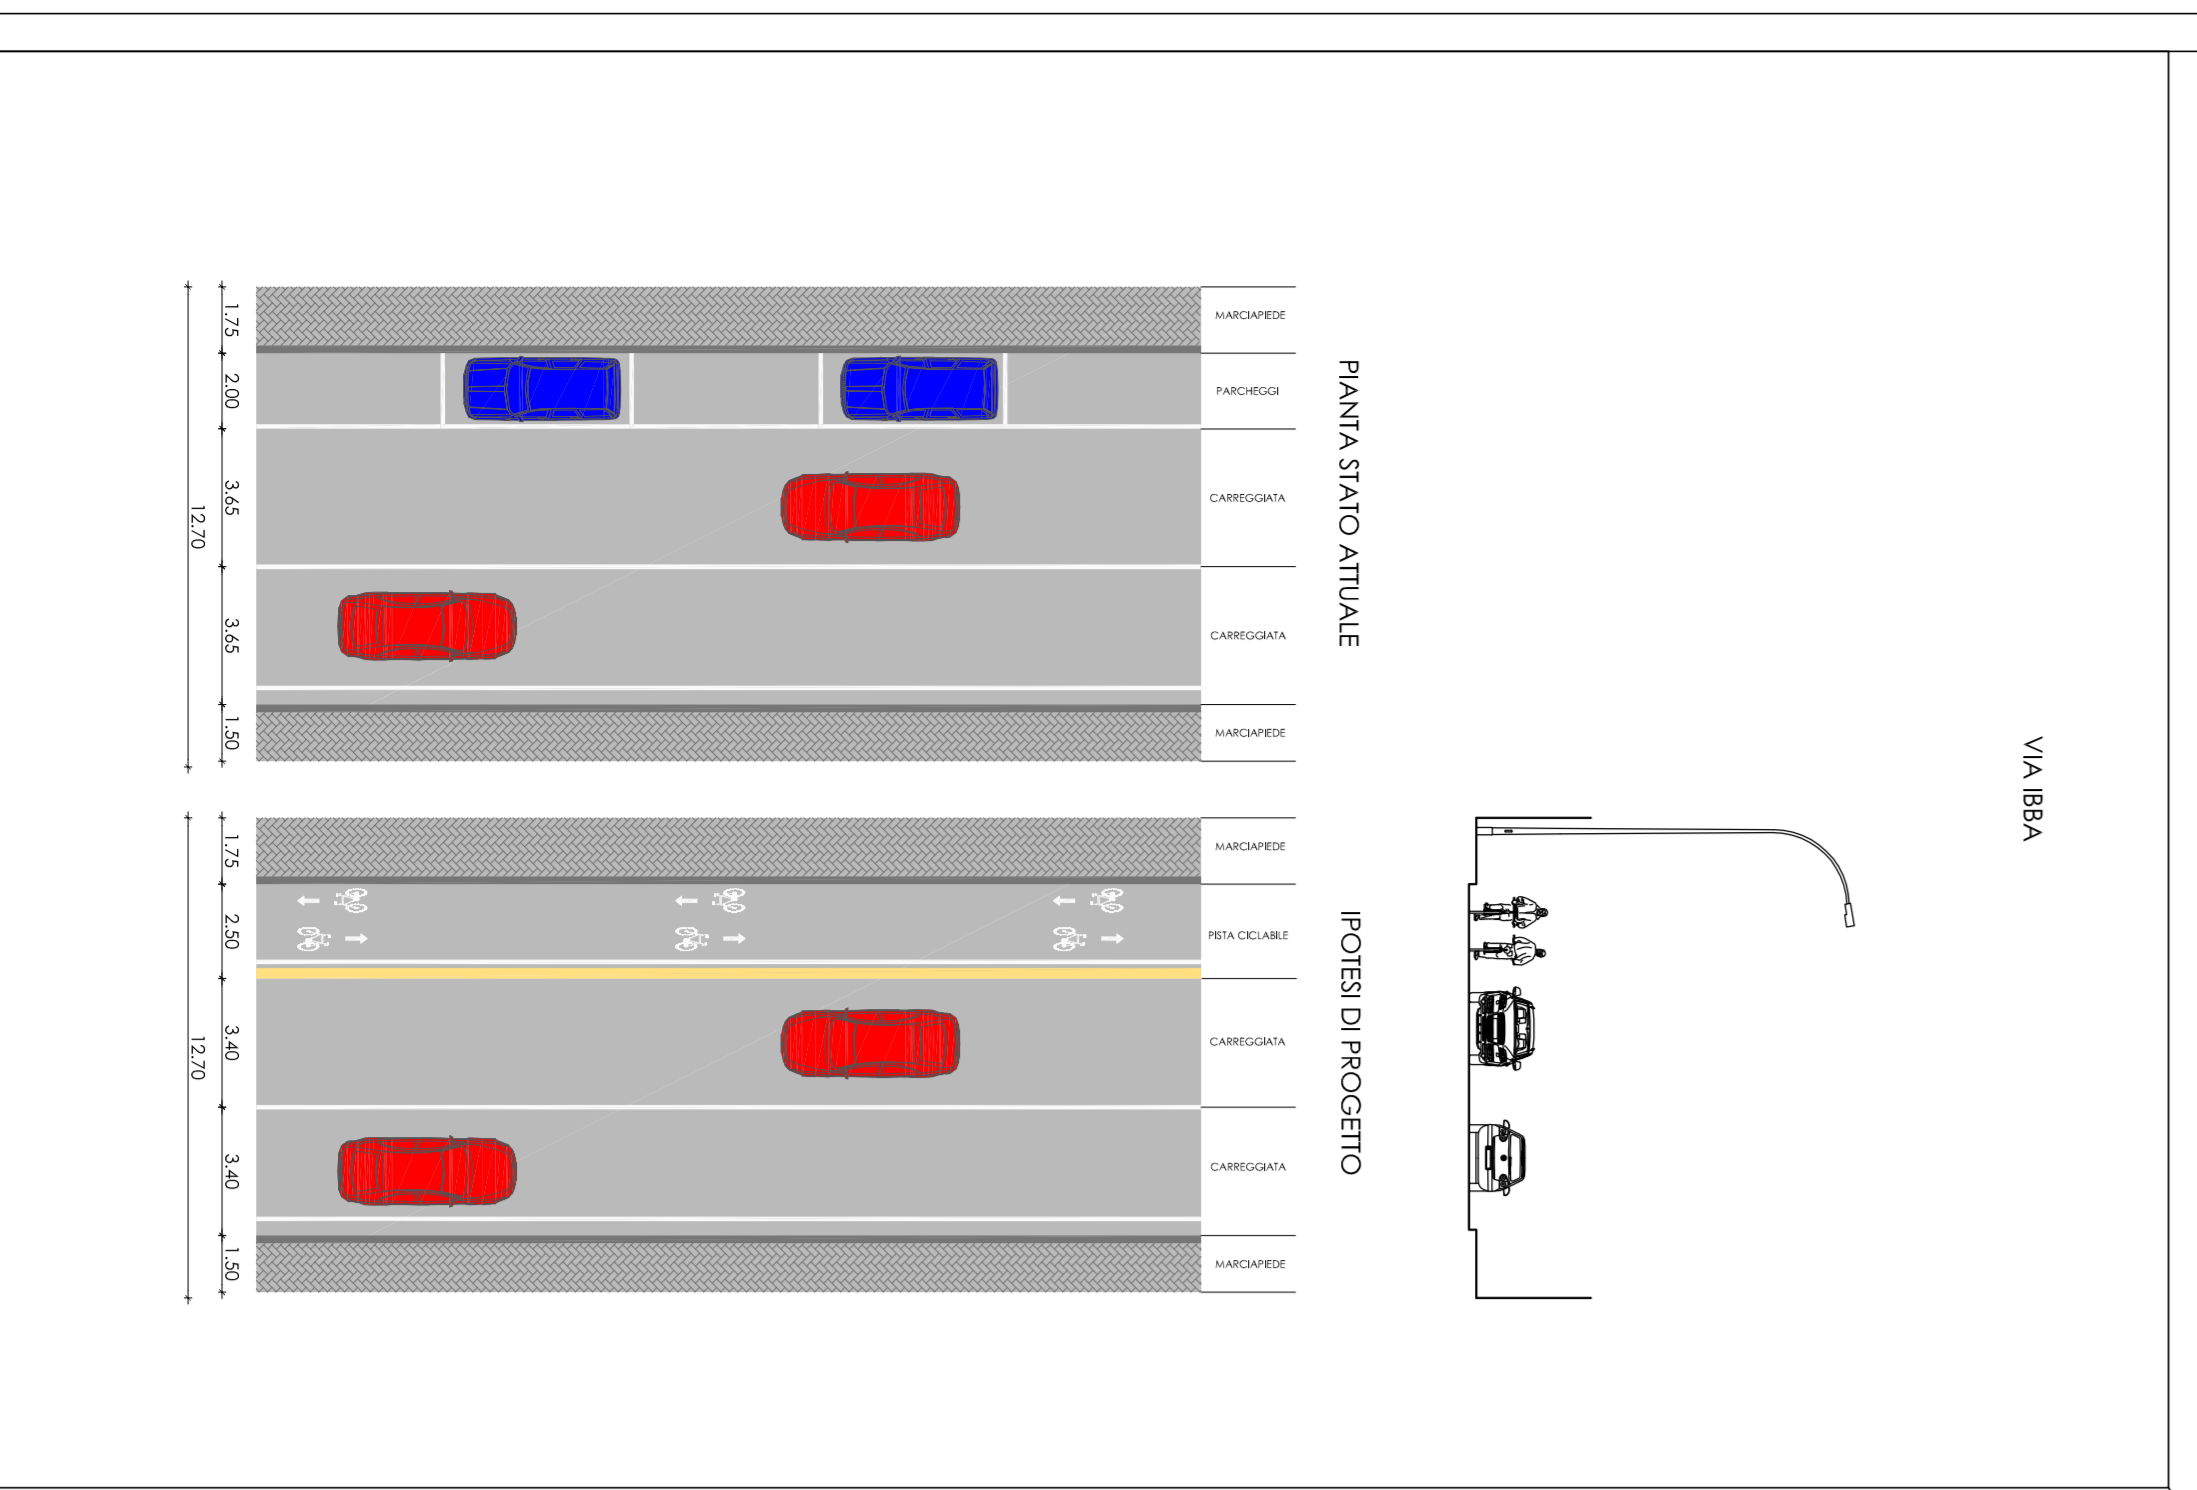 VIA IBBA
PIANTA STATO ATTUALE
MARCIAPIEDE
PARCHEGGI
CARREGGIATA
CARREGGIATA
MARCIAPIEDE
1.75
2.00
3.65
3.65
1.50
12.70
IPOTESI DI PROGETTO
MARCIAPIEDE
PISTA CICLABILE
CARREGGIATA
CARREGGIATA
MARCIAPIEDE
1.75
2.50
3.40
3.40
1.50
12.70